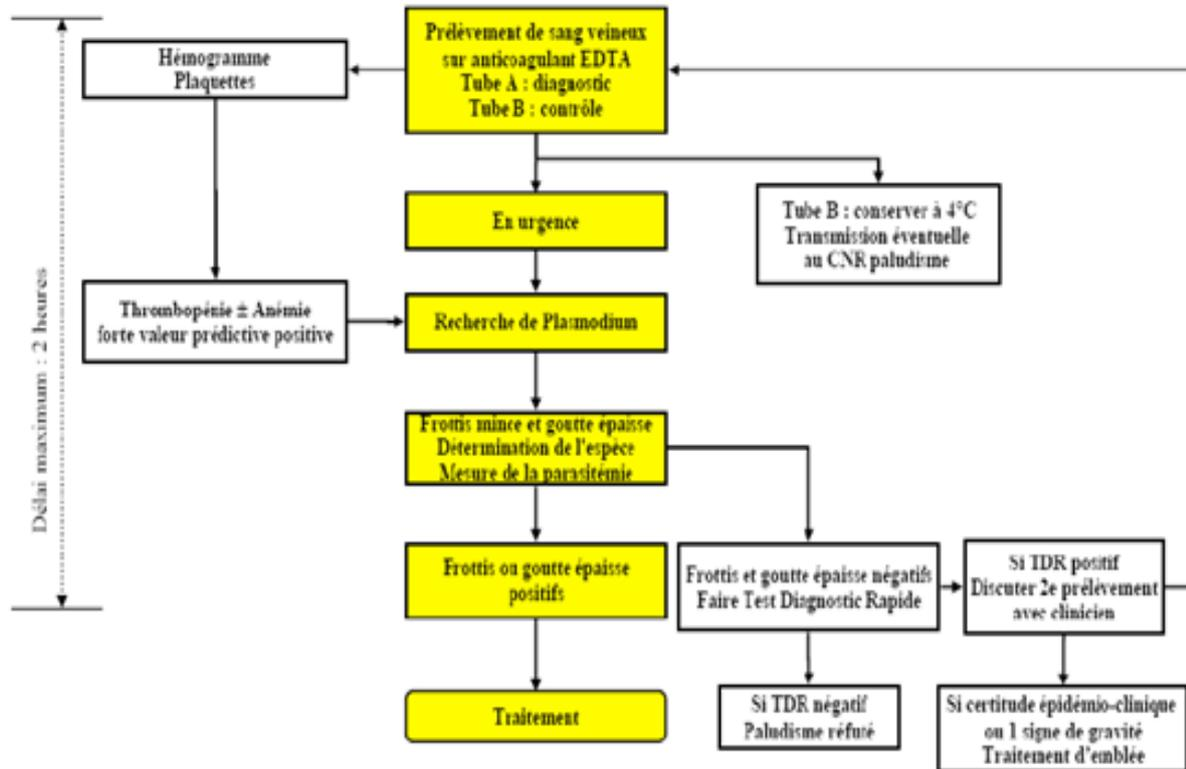 Prélèvement de sang veineux
sur anticoagulant EDTA
Tube A : diagnostic
Tube B : contrôle
Hémogramme
Plaquettes
En urgence
Tube B : conserver à 4°C
Transmission éventuelle
au CNR paludisme
Délai maximum : 2 heures
Thrombopénie ± Anémie
forte valeur prédictive positive
Recherche de Plasmodium
Frottis mince et goutte épaisse
Détermination de l'espèce
Mesure de la parasitémie
Frottis ou goutte épaisse
positifs
Frottis et goutte épaisse négatifs
Faire Test Diagnostic Rapide
Si TDR positif
Discuter 2e prélèvement
avec clinicien
Traitement
Si TDR négatif
Paludisme réfuté
Si certitude épidémio-clinique
ou 1 signe de gravité
Traitement d'emblée